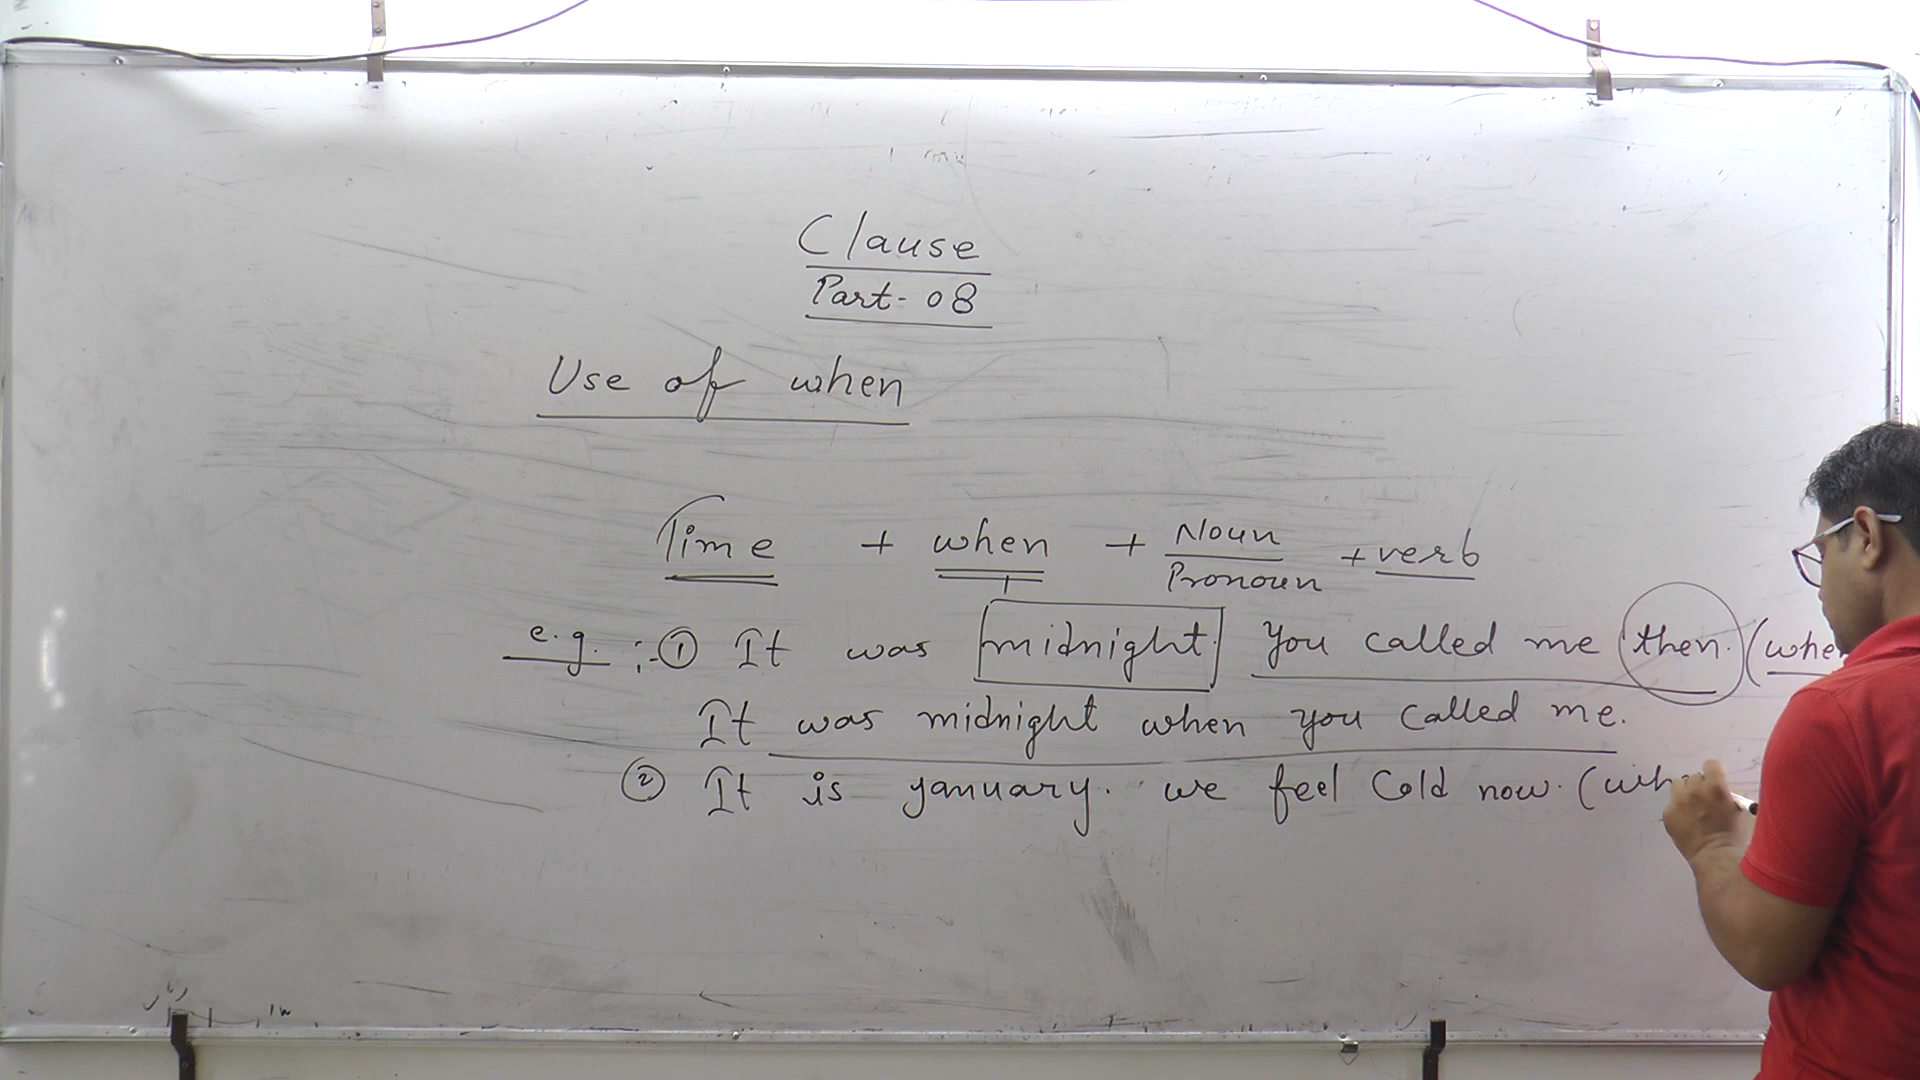 Clause
Part- 08
Use of when
Time + when + Noun + verb
Pronoun
e.g. :- ① It was midnight. You called me then. (whe
It was midnight when you called me.
② It is january. we feel Cold now. (wh